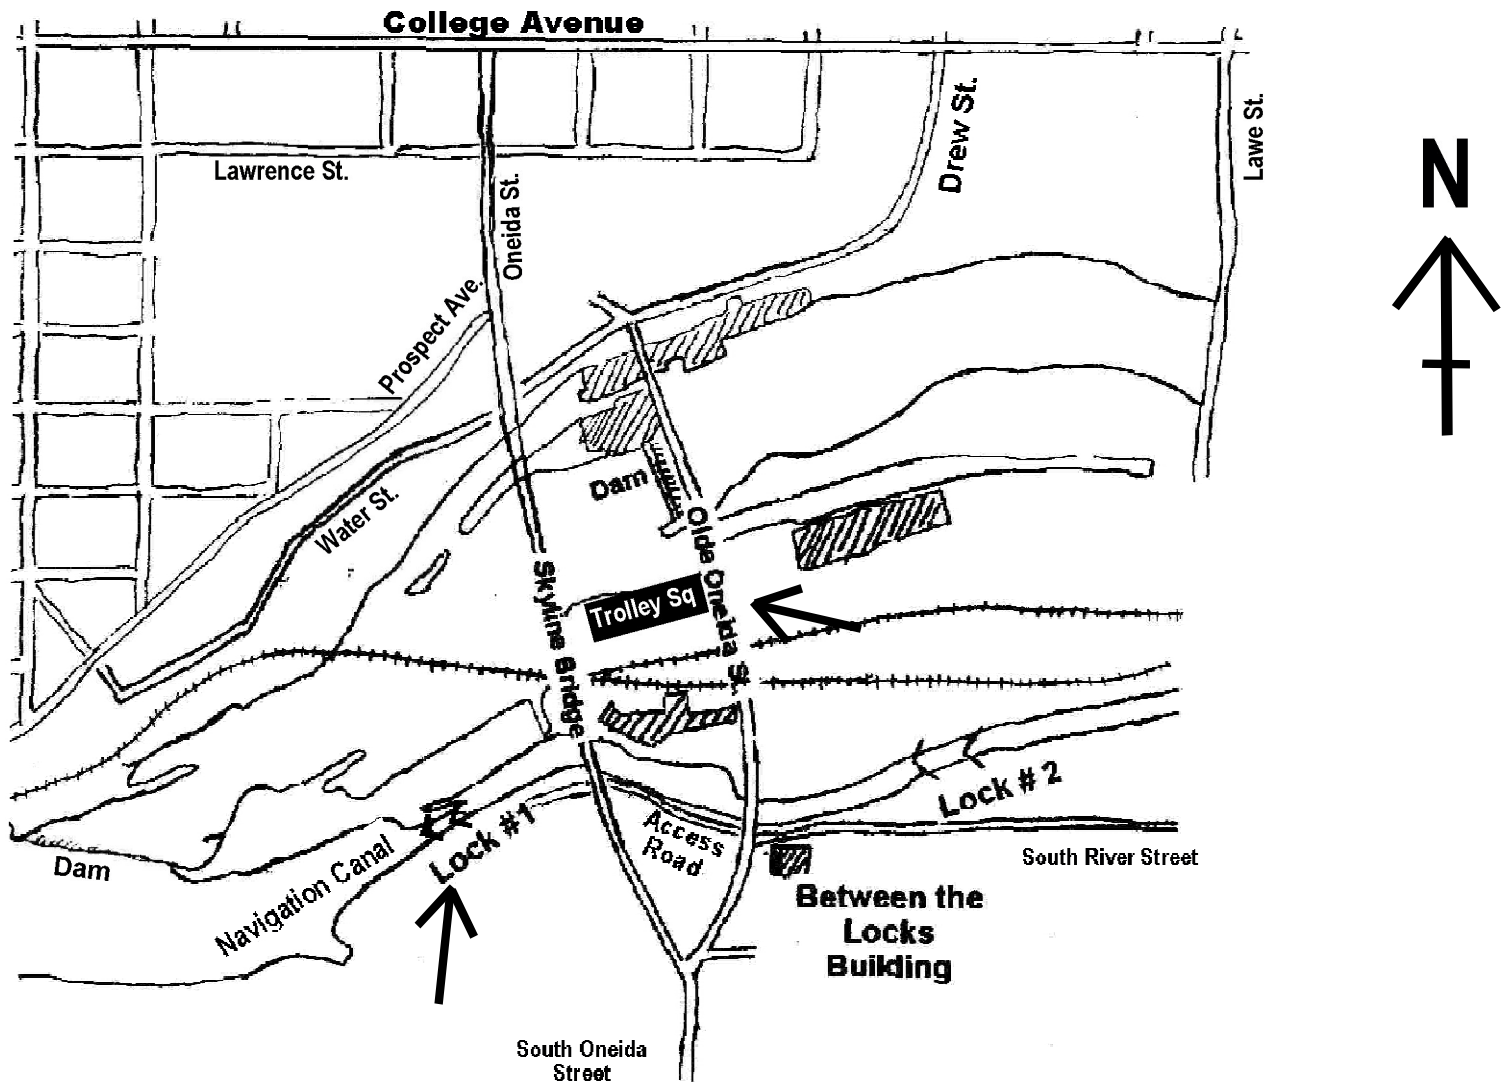 College Avenue
N
Lawrence St.
Oneida St.
Drew St.
Lawe St.
Prospect Ave.
Water St.
Dam
Olde Oneida St.
Skyline Bridge
Trolley Sq
Lock # 2
Lock #1
Access
Road
Dam
Navigation Canal
South River Street
Between the
Locks
Building
South Oneida
Street